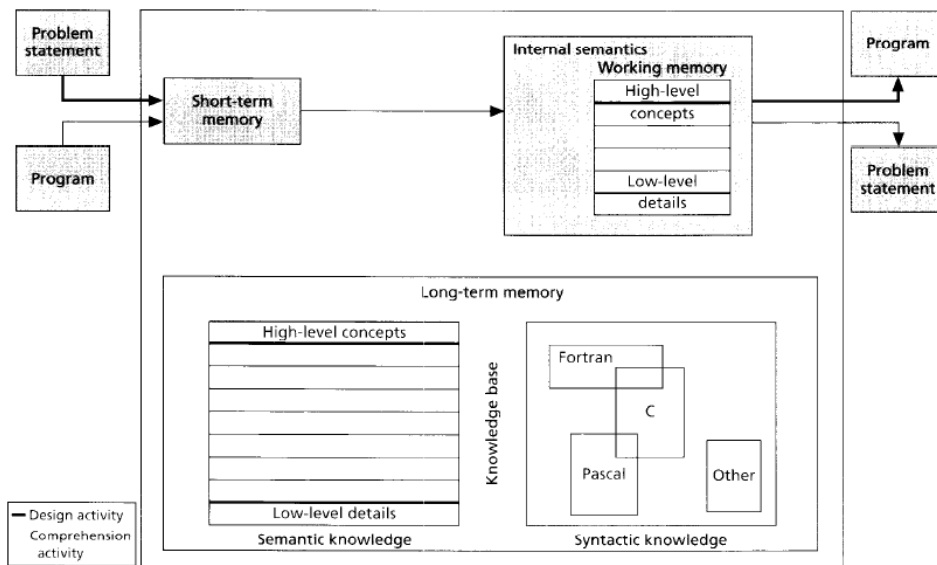 Problem
statement
Program
Short-term
memory
Internal semantics
Working memory
High-level
concepts
Low-level
details
Program
Problem
statement
Long-term memory
High-level concepts
Low-level details
Semantic knowledge
Knowledge base
Fortran
C
Pascal
Other
Syntactic knowledge
Design activity
Comprehension
activity